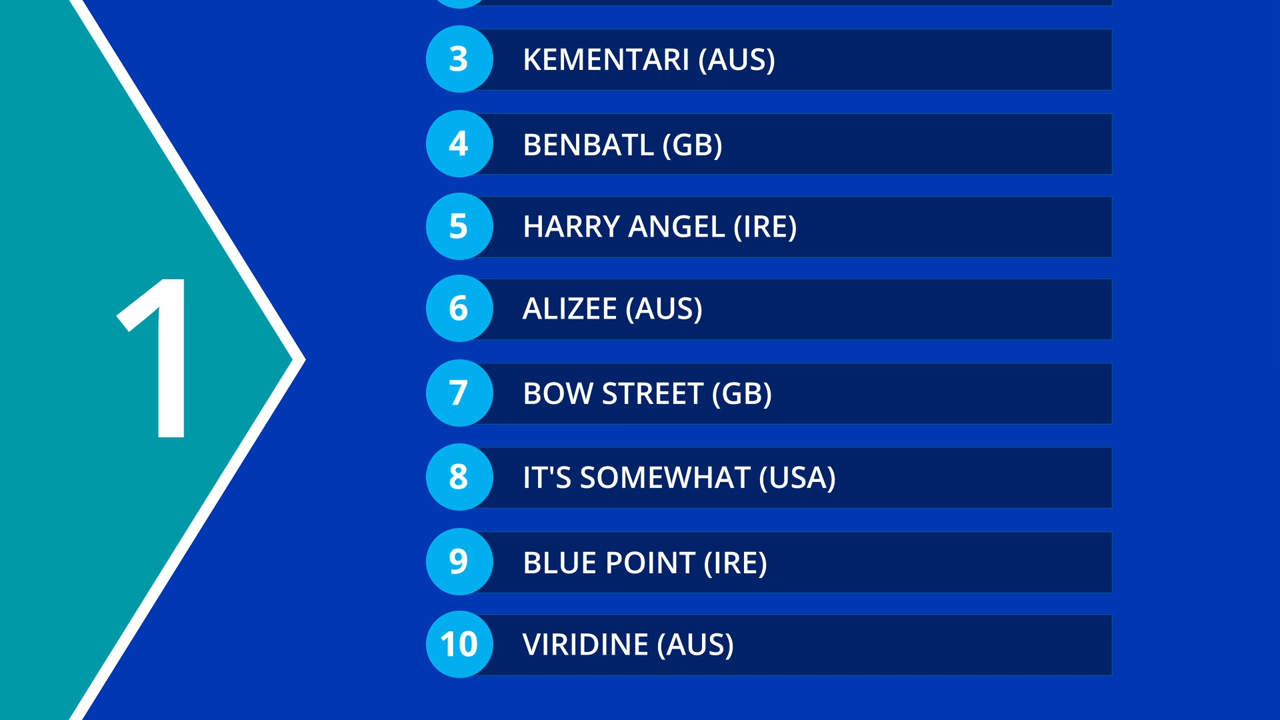 1
3 KEMENTARI (AUS)
4 BENBATL (GB)
5 HARRY ANGEL (IRE)
6 ALIZEE (AUS)
7 BOW STREET (GB)
8 IT'S SOMEWHAT (USA)
9 BLUE POINT (IRE)
10 VIRIDINE (AUS)